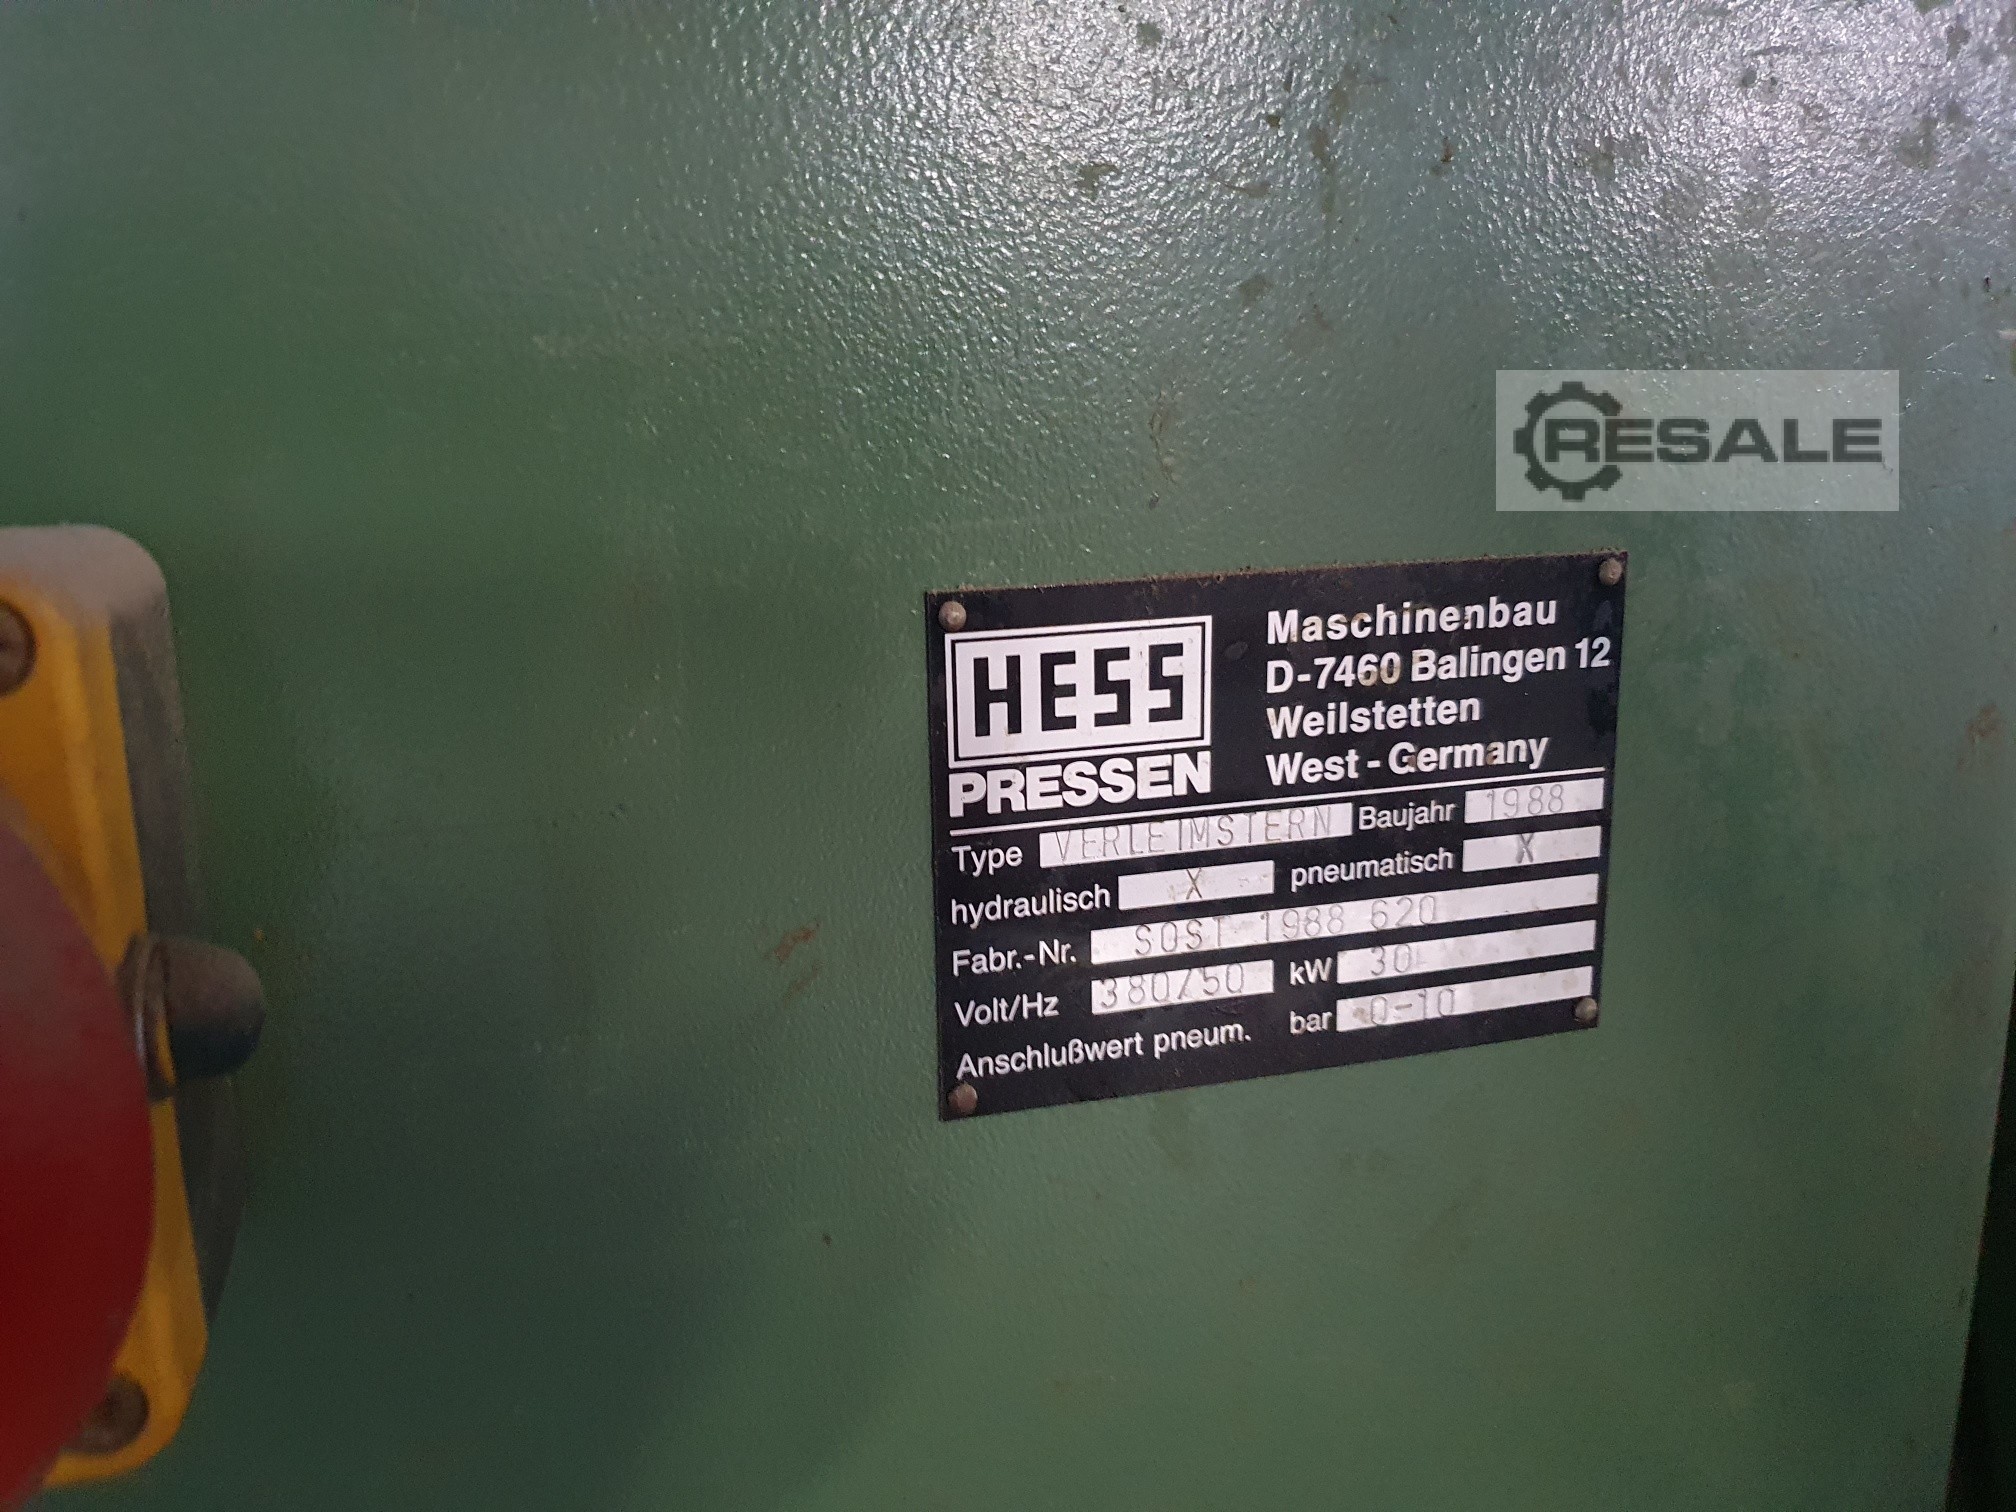 RESALE
HESS
PRESSEN
Maschinenbau
D-7460 Balingen 12
Weilstetten
West-Germany
Type VERLEIMSTERN Baujahr 1988
hydraulisch X pneumatisch X
Fabr.-Nr. SOST 1988 620
Volt/Hz 380/50 kW 30
Anschlußwert pneum. bar 0-10